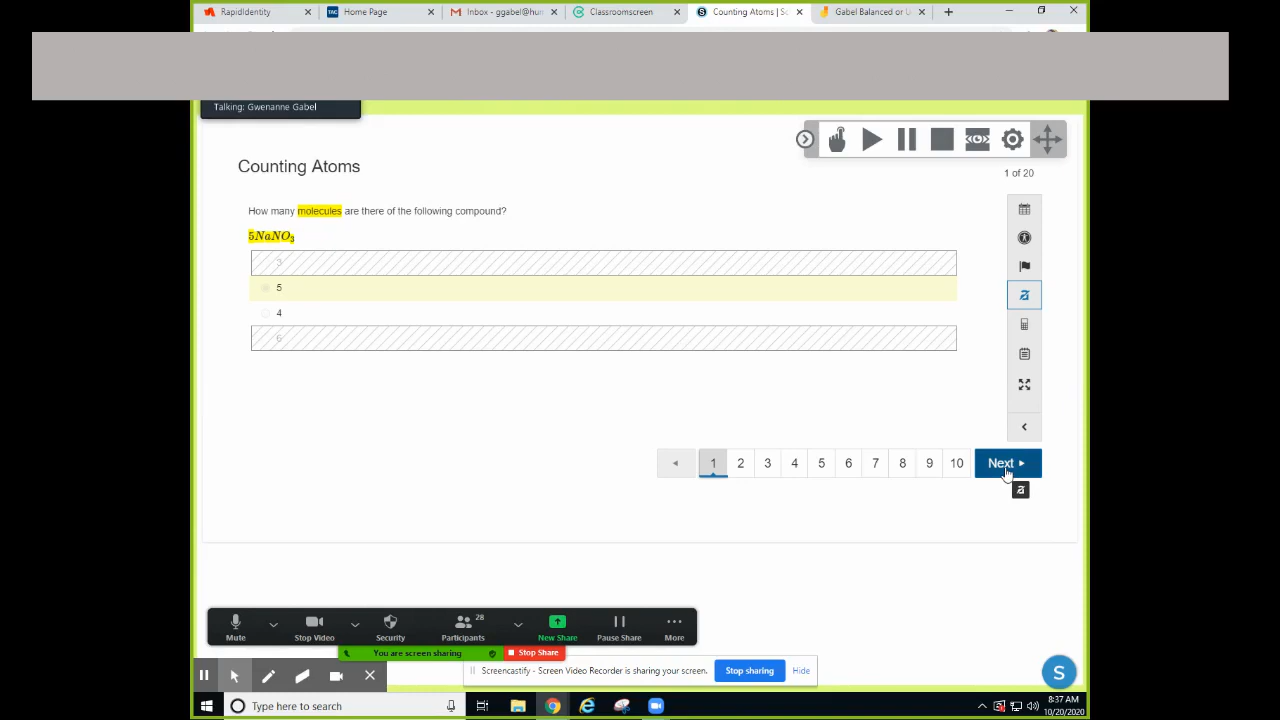 RapidIdentity
TAC Home Page
Inbox - ggabel@hum
Classroomscreen
S Counting Atoms | Sc
Gabel Balanced or U
Talking: Gwenanne Gabel
Counting Atoms
1 of 20
How many molecules are there of the following compound?
5NaNO3
3
5
4
6
1 2 3 4 5 6 7 8 9 10 Next
Mute Stop Video Security Participants 28 New Share Pause Share More
You are screen sharing Stop Share
Screencastify - Screen Video Recorder is sharing your screen. Stop sharing Hide
S
Type here to search
8:37 AM
10/20/2020